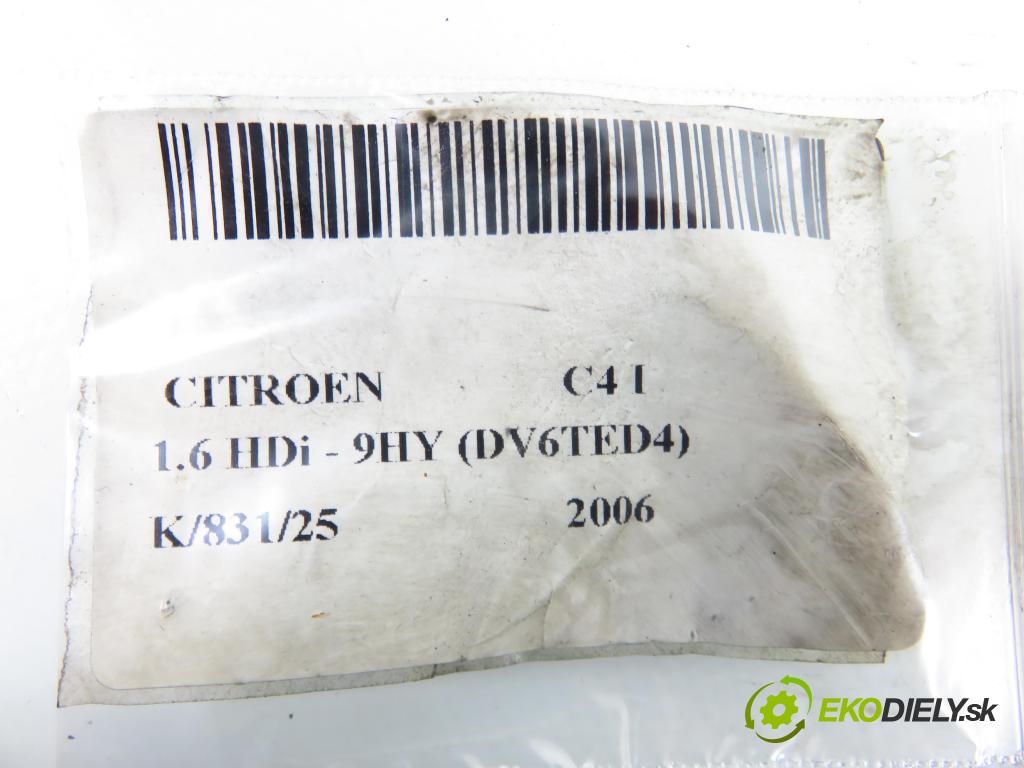 CITROEN C4 I
1.6 HDi - 9HY (DV6TED4)
K/831/25 2006
EKODIELY.sk